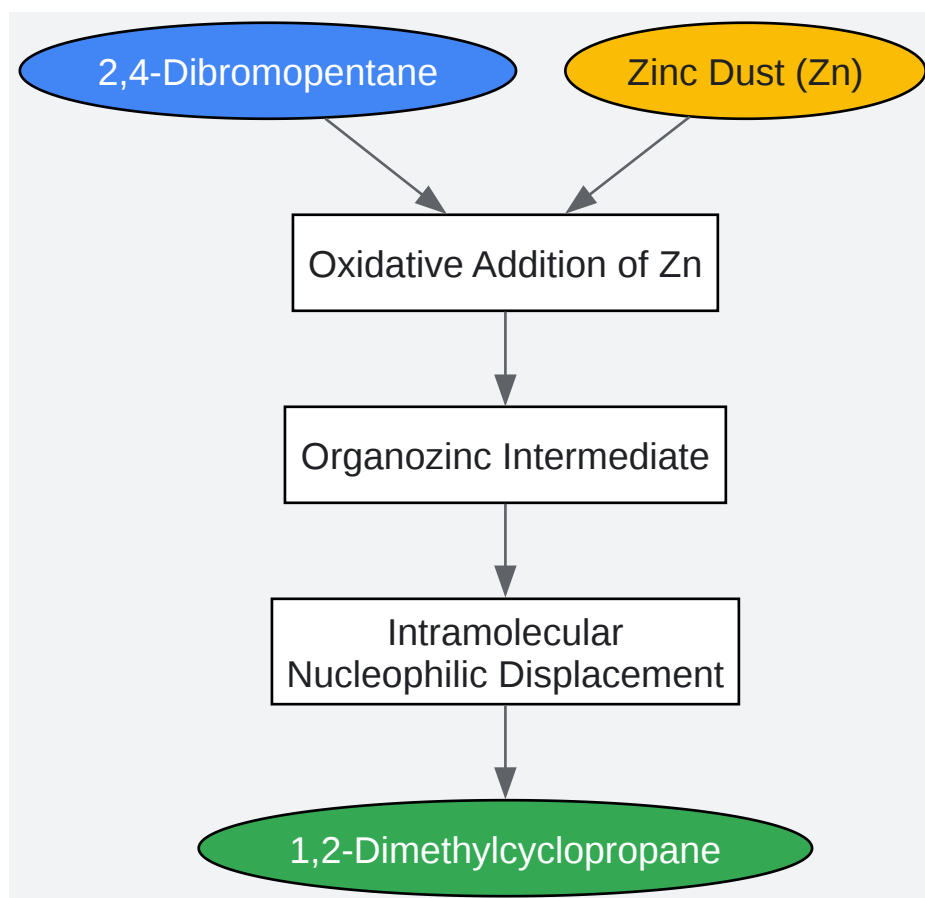 2,4-Dibromopentane
Zinc Dust (Zn)
Oxidative Addition of Zn
Organozinc Intermediate
Intramolecular
Nucleophilic Displacement
1,2-Dimethylcyclopropane